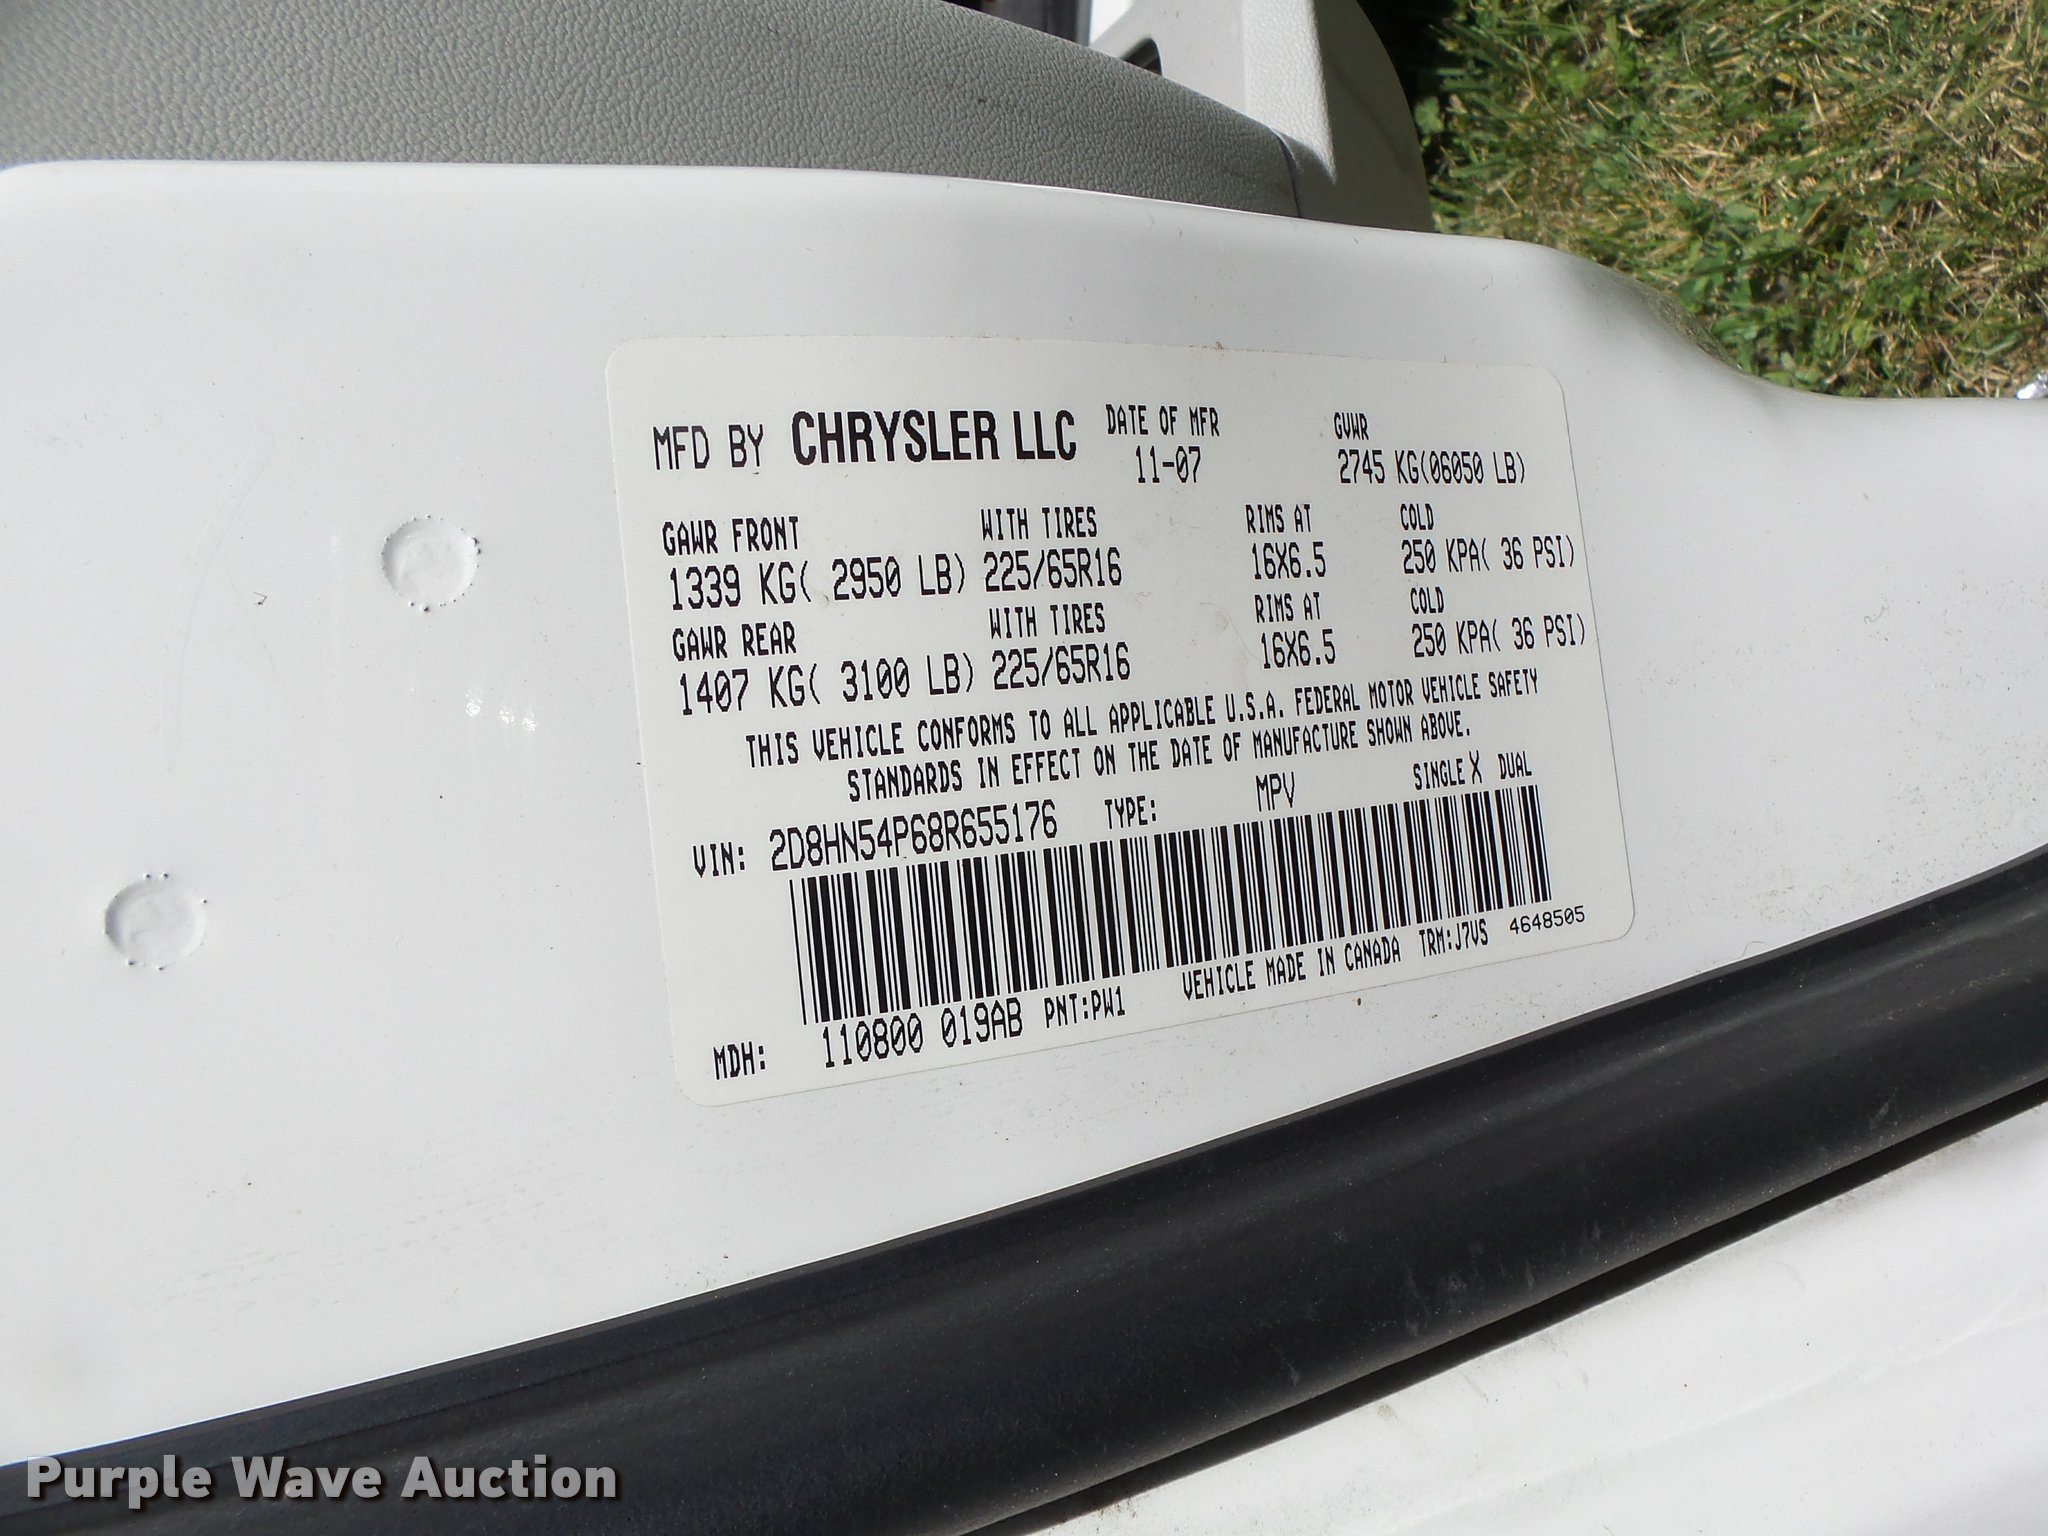 MFD BY CHRYSLER LLC DATE OF MFR GVWR
11-07 2745 KG(06050 LB)
GAWR FRONT WITH TIRES RIMS AT COLD
1339 KG( 2950 LB) 225/65R16 16X6.5 250 KPA( 36 PSI)
GAWR REAR WITH TIRES RIMS AT COLD
1407 KG( 3100 LB) 225/65R16 16X6.5 250 KPA( 36 PSI)
THIS VEHICLE CONFORMS TO ALL APPLICABLE U.S.A. FEDERAL MOTOR VEHICLE SAFETY
STANDARDS IN EFFECT ON THE DATE OF MANUFACTURE SHOWN ABOVE.
VIN: 2D8HN54P68R655176 TYPE: MPV SINGLE X DUAL
MDH: 110800 019AB PNT:PW1 VEHICLE MADE IN CANADA TRM:J7VS 4648505
Purple Wave Auction